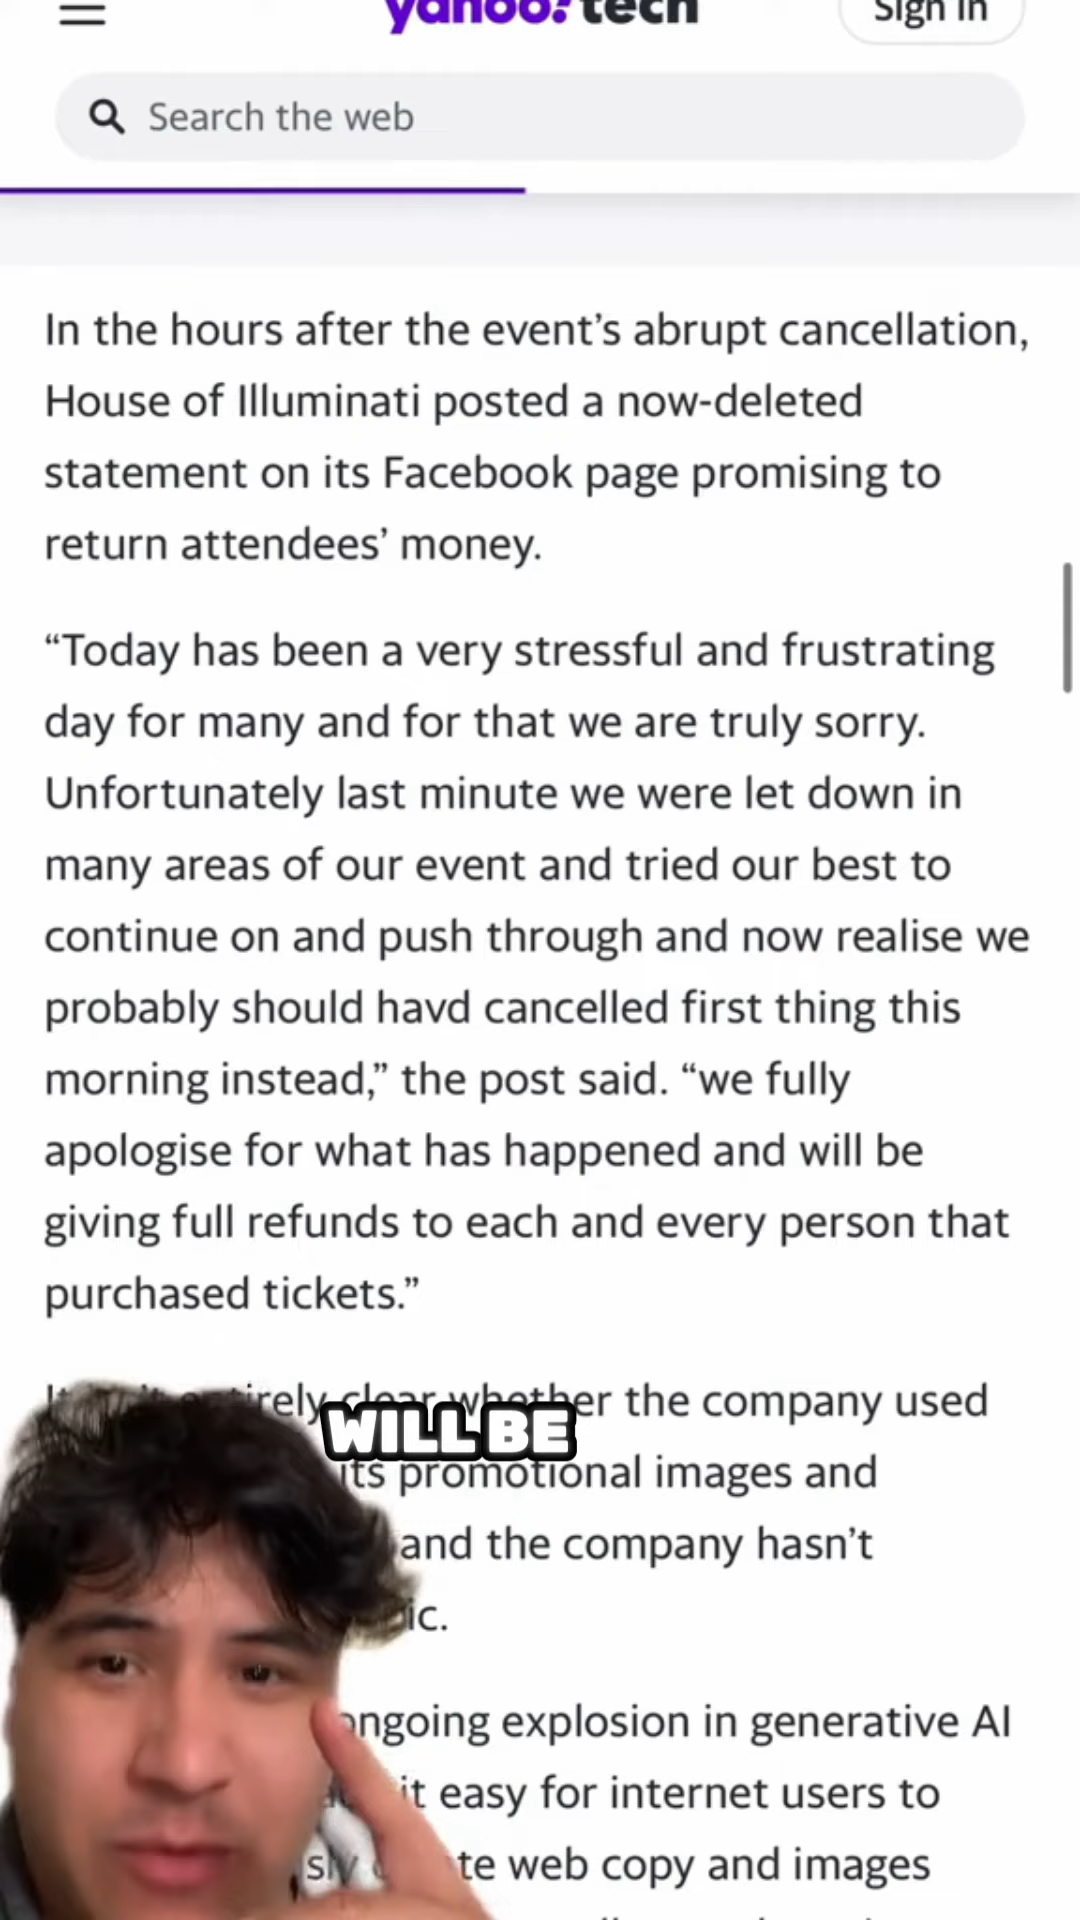 yahoo! tech
Sign in
Search the web
In the hours after the event's abrupt cancellation,
House of Illuminati posted a now-deleted
statement on its Facebook page promising to
return attendees' money.
“Today has been a very stressful and frustrating
day for many and for that we are truly sorry.
Unfortunately last minute we were let down in
many areas of our event and tried our best to
continue on and push through and now realise we
probably should havd cancelled first thing this
morning instead,” the post said. “we fully
apologise for what has happened and will be
giving full refunds to each and every person that
purchased tickets.”
clear whether the company used
WILL BE
its promotional images and
and the company hasn't
ongoing explosion in generative AI
it easy for internet users to
web copy and images